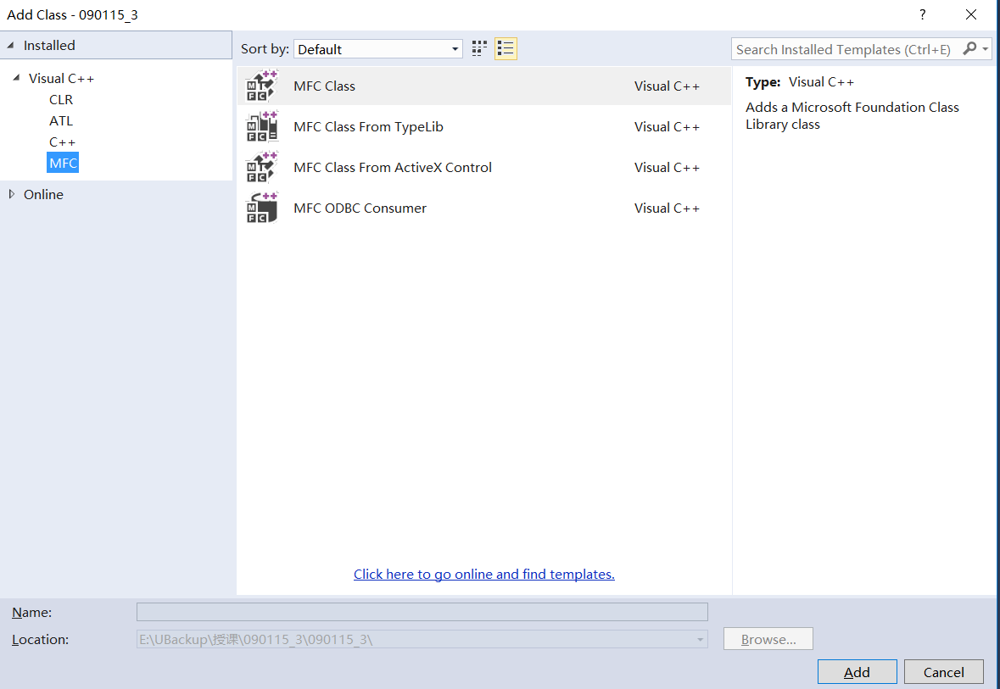 Add Class - 090115_3
?
Installed
Sort by: Default
Search Installed Templates (Ctrl+E)
Visual C++
CLR
ATL
C++
MFC
Online
MFC Class Visual C++
MFC Class From TypeLib Visual C++
MFC Class From ActiveX Control Visual C++
MFC ODBC Consumer Visual C++
Type: Visual C++
Adds a Microsoft Foundation Class
Library class
Click here to go online and find templates.
Name:
Location: E:\UBackup\授课\090115_3\090115_3\ Browse...
Add Cancel